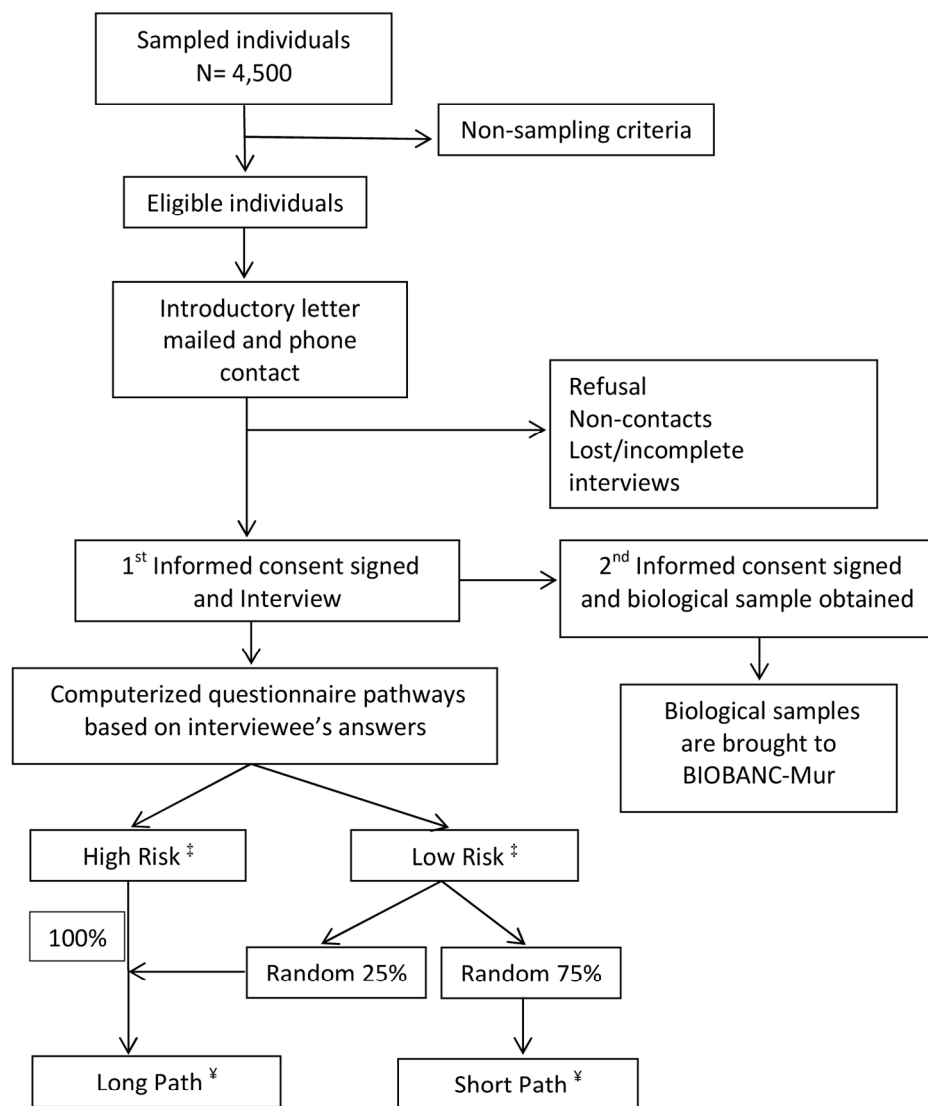 Sampled individuals
N= 4,500
Non-sampling criteria
Eligible individuals
Introductory letter
mailed and phone
contact
Refusal
Non-contacts
Lost/incomplete
interviews
1st Informed consent signed
and Interview
2nd Informed consent signed
and biological sample obtained
Computerized questionnaire pathways
based on interviewee's answers
Biological samples
are brought to
BIOBANC-Mur
High Risk ‡
Low Risk ‡
100%
Random 25%
Random 75%
Long Path ¥
Short Path ¥